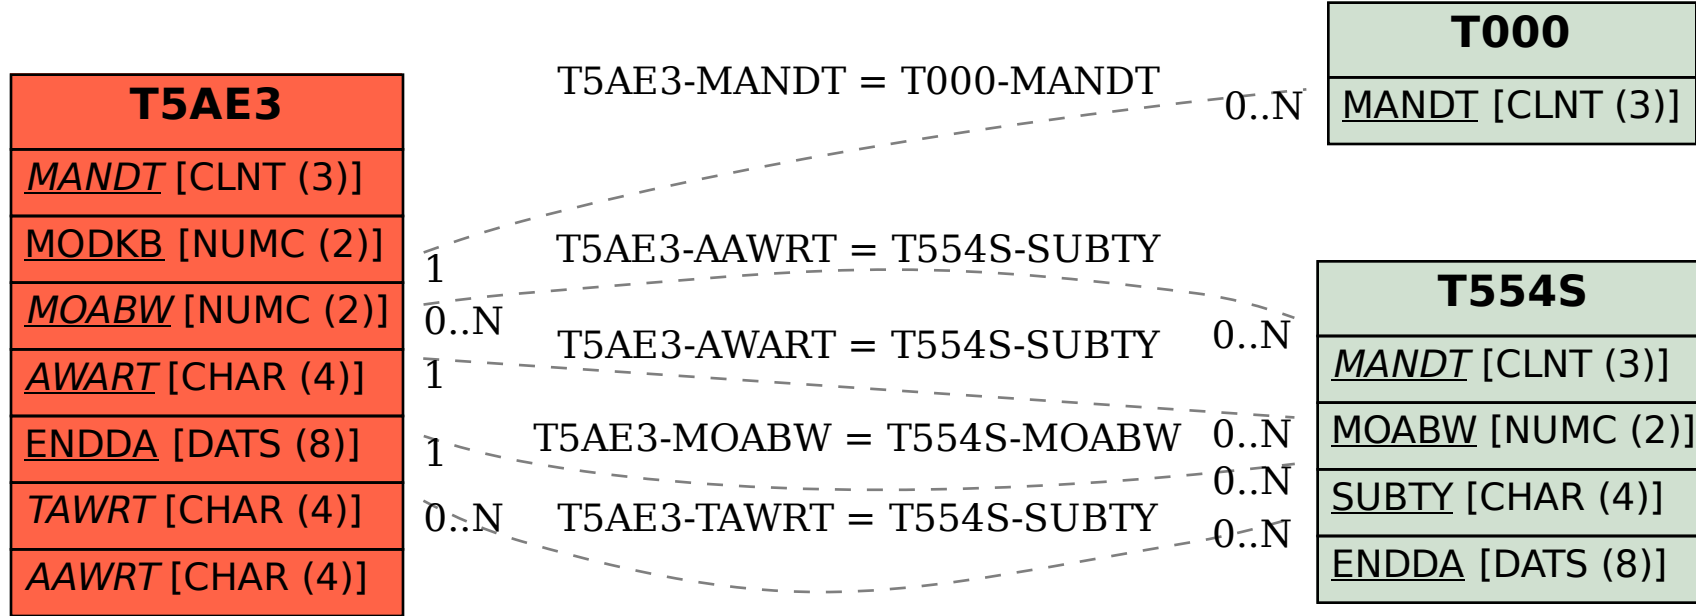 T5AE3
MANDT [CLNT (3)]
MODKB [NUMC (2)]
MOABW [NUMC (2)]
AWART [CHAR (4)]
ENDDA [DATS (8)]
TAWRT [CHAR (4)]
AAWRT [CHAR (4)]
T5AE3-MANDT = T000-MANDT
1
0..N
T5AE3-AAWRT = T554S-SUBTY
0..N
0..N
T5AE3-AWART = T554S-SUBTY
1
0..N
T5AE3-MOABW = T554S-MOABW
1
0..N
T5AE3-TAWRT = T554S-SUBTY
0..N
0..N
T000
MANDT [CLNT (3)]
T554S
MANDT [CLNT (3)]
MOABW [NUMC (2)]
SUBTY [CHAR (4)]
ENDDA [DATS (8)]